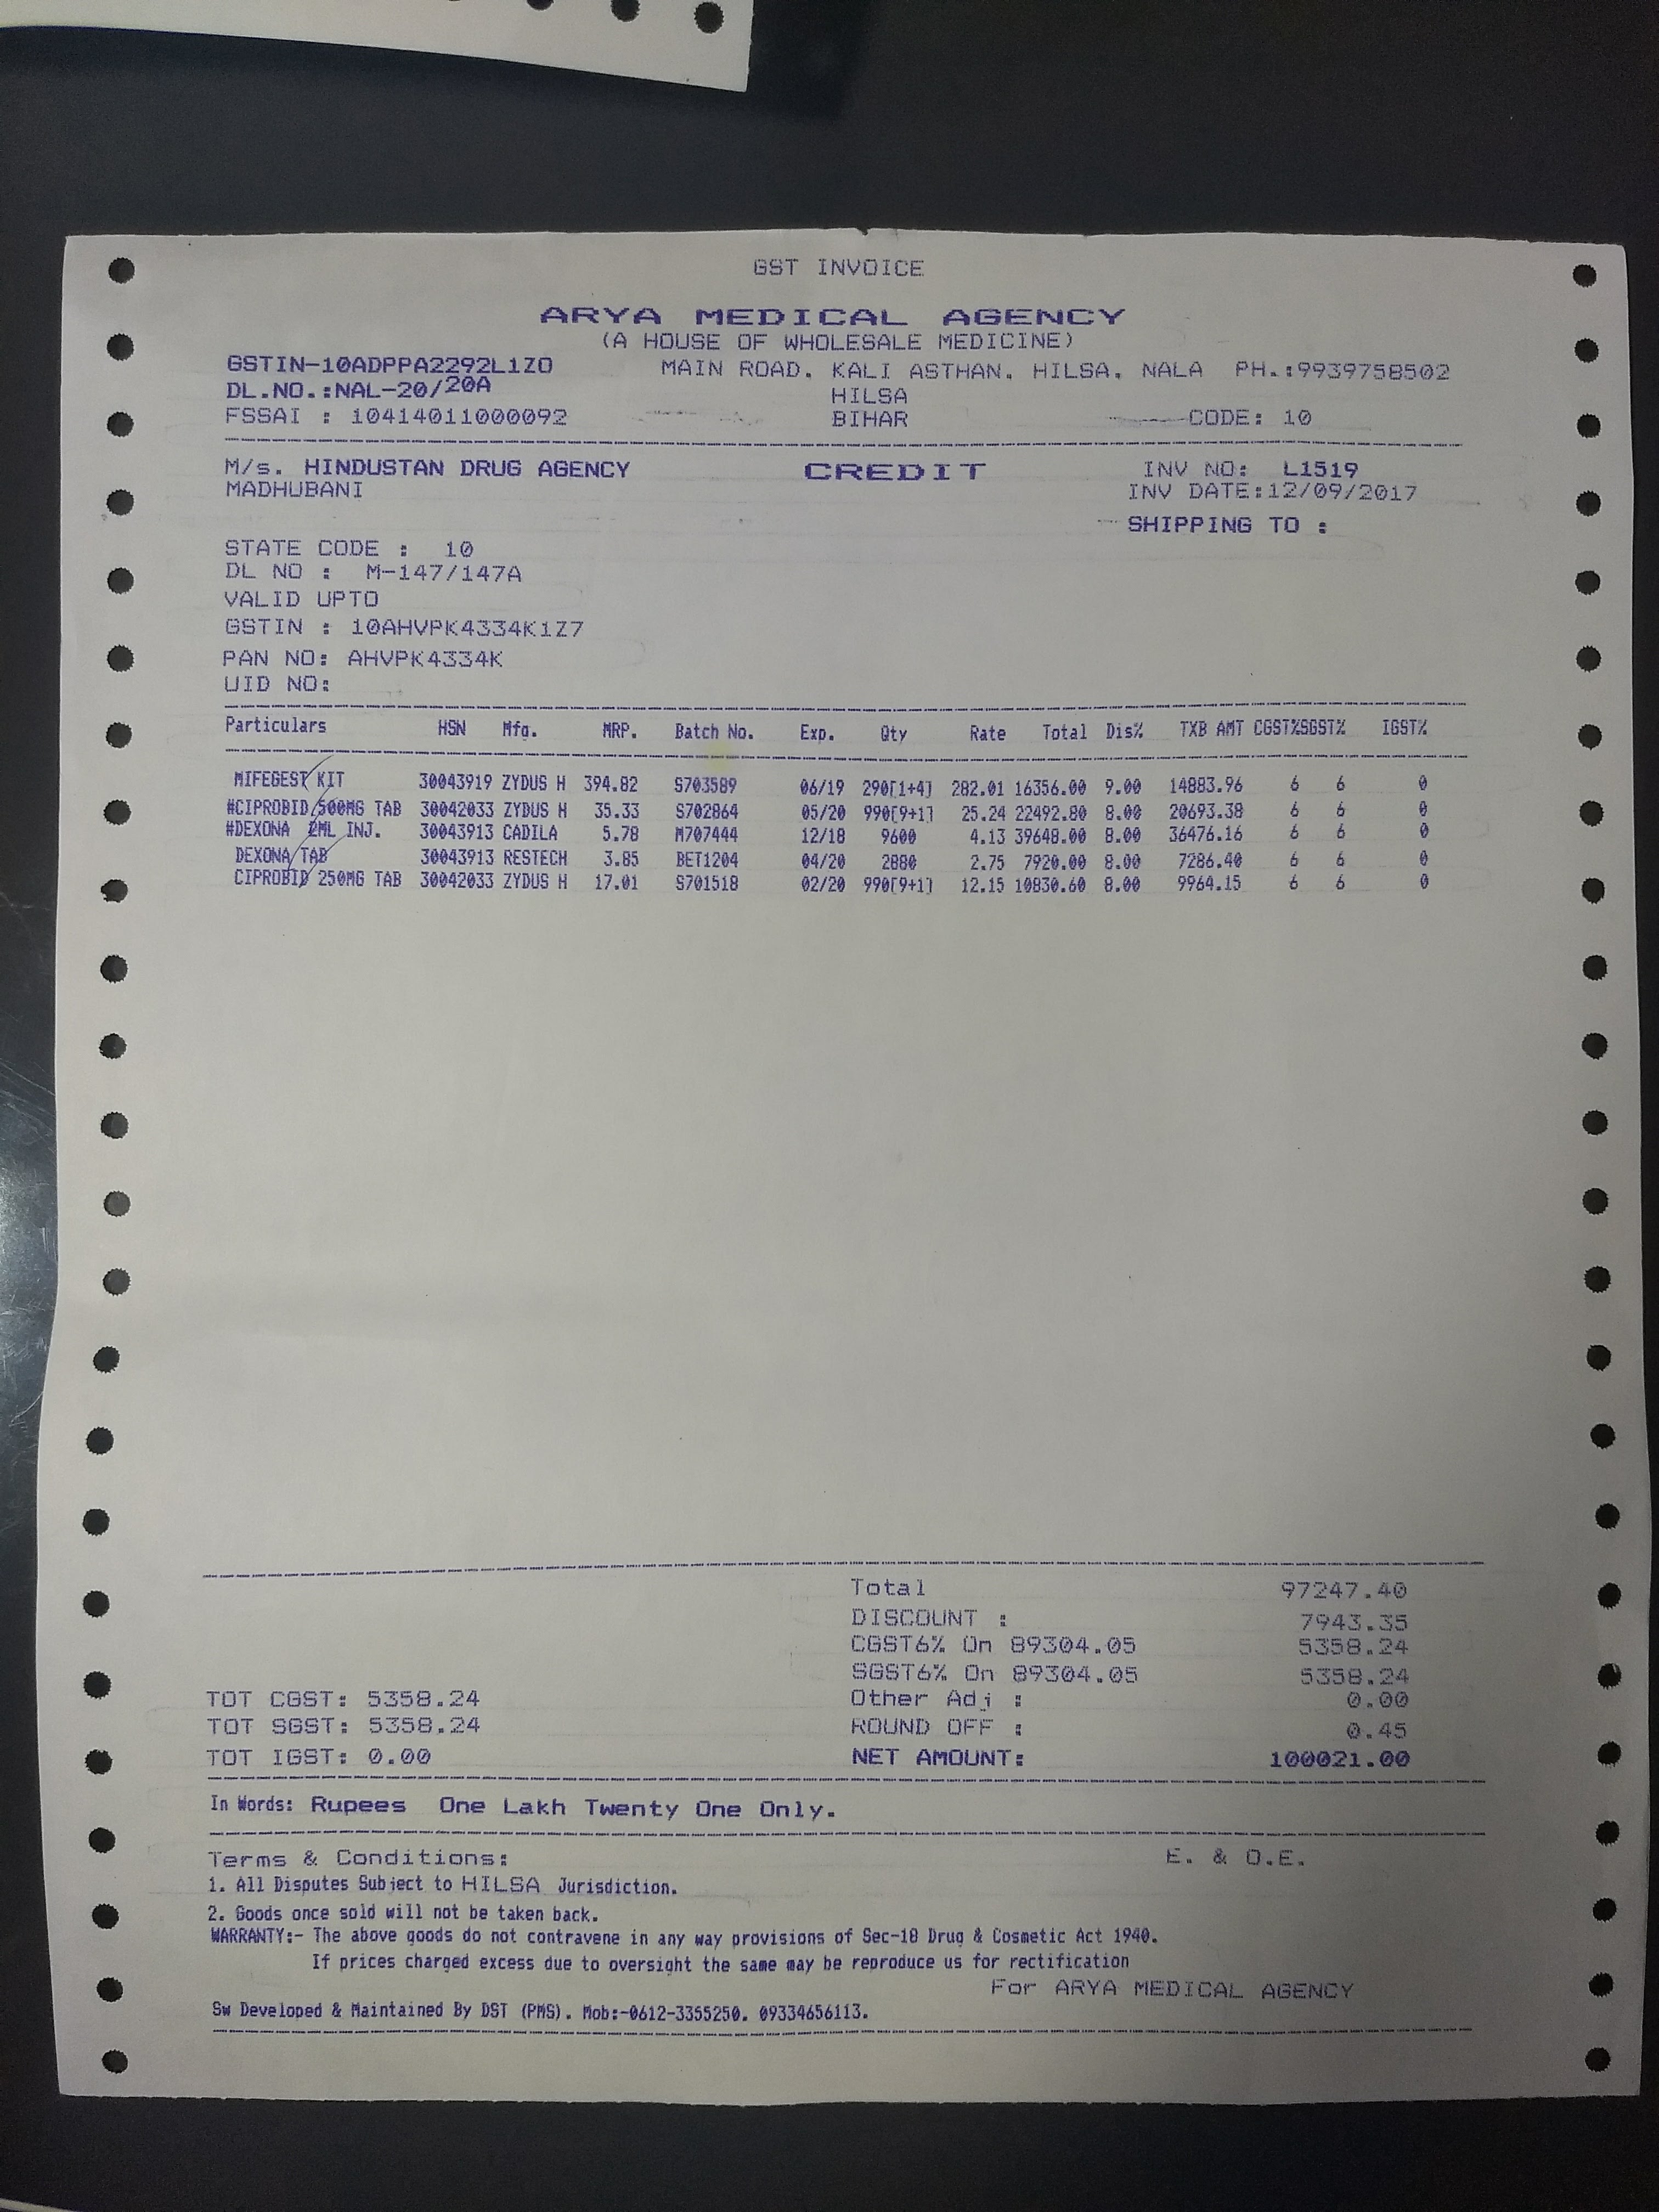 GST INVOICE
ARYA MEDICAL AGENCY
(A HOUSE OF WHOLESALE MEDICINE)
GSTIN-10ADPPA2292L1ZO MAIN ROAD, KALI ASTHAN, HILSA, NALA PH.:9939758502
DL.NO.:NAL-20/20A HILSA
FSSAI : 10414011000092 BIHAR CODE: 10
M/s. HINDUSTAN DRUG AGENCY CREDIT INV NO: L1519
MADHUBANI INV DATE:12/09/2017
SHIPPING TO :
STATE CODE : 10
DL NO : M-147/147A
VALID UPTO
GSTIN : 10AHVPK4334K1Z7
PAN NO: AHVPK4334K
UID NO:
Particulars HSN Mfg. MRP. Batch No. Exp. Qty Rate Total Dis% TXB AMT CGST%SGST% IGST%
MIFEGEST KIT 30043919 ZYDUS H 394.82 S703589 06/19 290[1+4] 282.01 16356.00 9.00 14883.96 6 6 0
#CIPROBID 500MG TAB 30042033 ZYDUS H 35.33 S702864 05/20 990[9+1] 25.24 22492.80 8.00 20693.38 6 6 0
#DEXONA 2ML INJ. 30043913 CADILA 5.78 M707444 12/18 9600 4.13 39648.00 8.00 36476.16 6 6 0
DEXONA TAB 30043913 RESTECH 3.85 BET1204 04/20 2880 2.75 7920.00 8.00 7286.40 6 6 0
CIPROBID 250MG TAB 30042033 ZYDUS H 17.01 S701518 02/20 990[9+1] 12.15 10830.60 8.00 9964.15 6 6 0
Total 97247.40
DISCOUNT : 7943.35
CGST6% On 89304.05 5358.24
SGST6% On 89304.05 5358.24
TOT CGST: 5358.24 Other Adj : 0.00
TOT SGST: 5358.24 ROUND OFF : 0.45
TOT IGST: 0.00 NET AMOUNT: 100021.00
In Words: Rupees One Lakh Twenty One Only.
Terms & Conditions: E. & O.E.
1. All Disputes Subject to HILSA Jurisdiction.
2. Goods once sold will not be taken back.
WARRANTY:- The above goods do not contravene in any way provisions of Sec-18 Drug & Cosmetic Act 1940.
If prices charged excess due to oversight the same may be reproduce us for rectification
For ARYA MEDICAL AGENCY
Sw Developed & Maintained By DST (PMS). Mob:-0612-3355250, 09334656113.